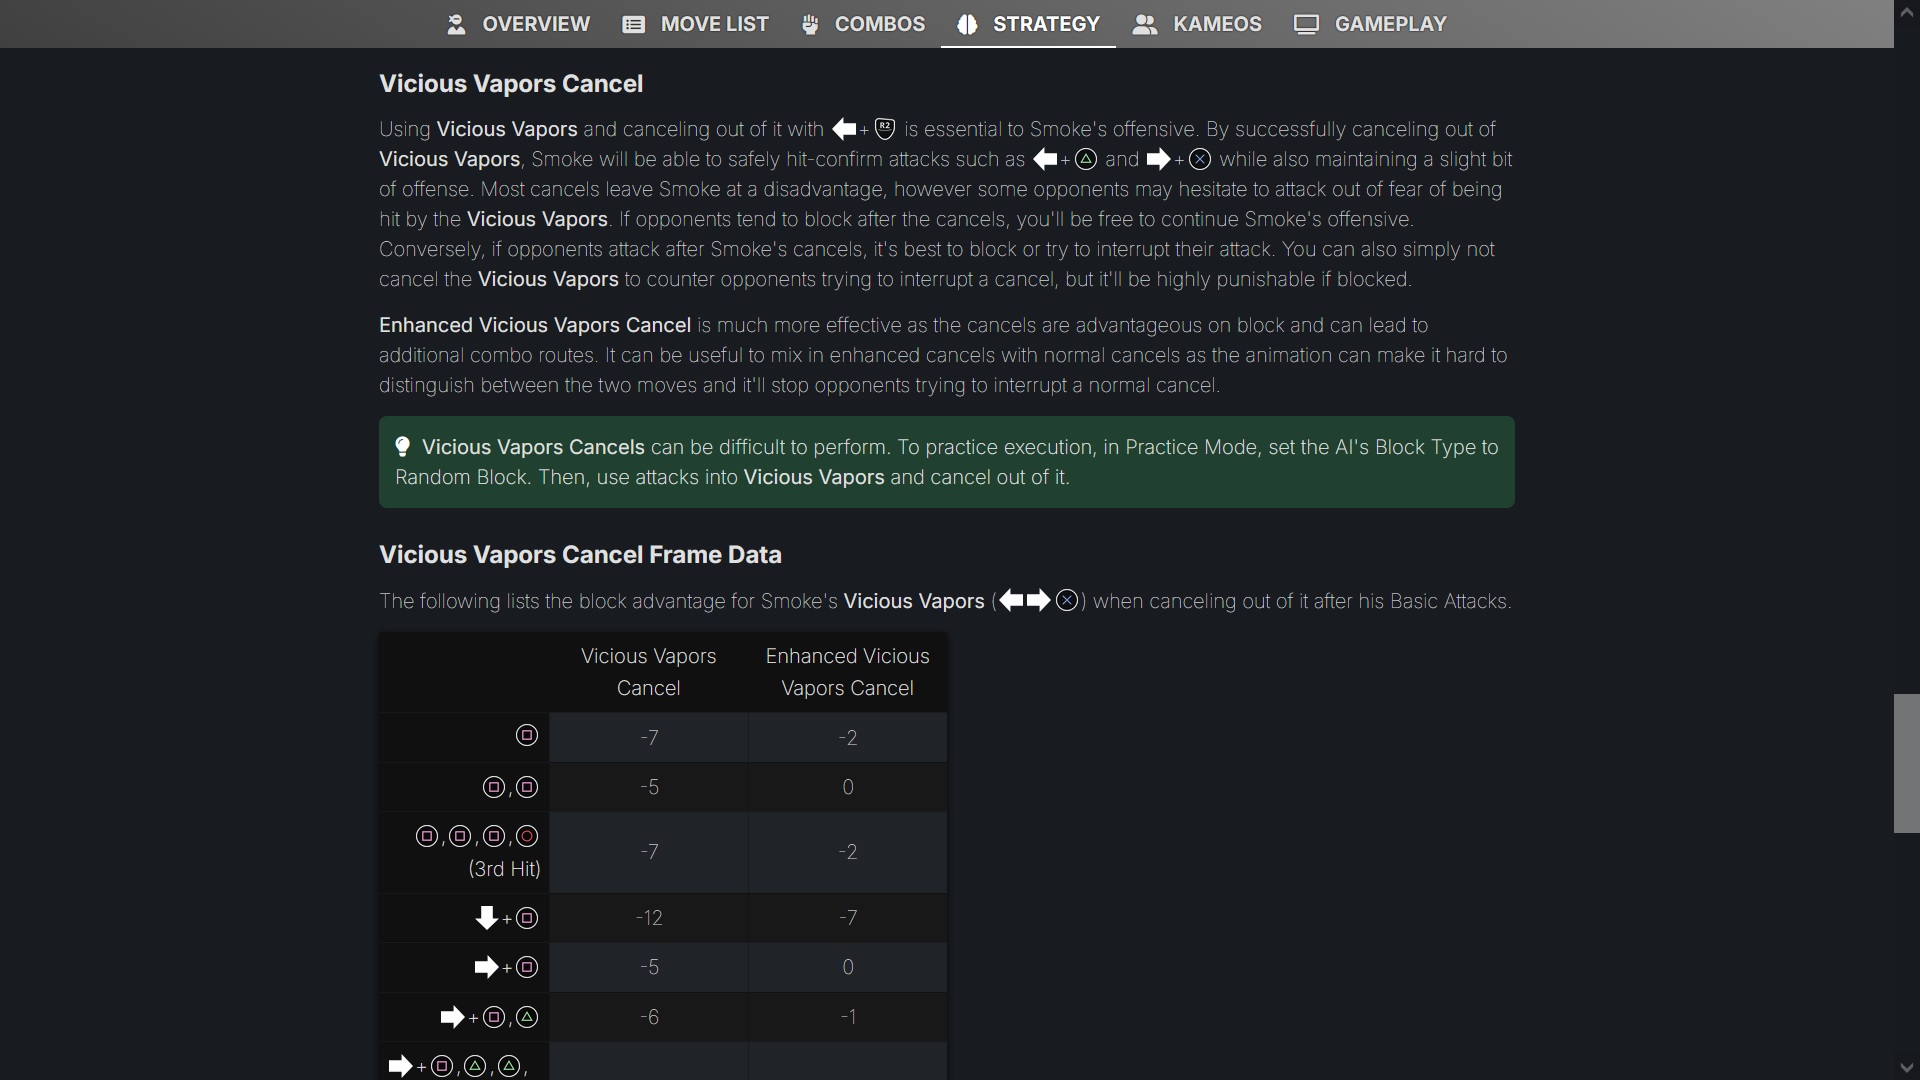 OVERVIEW MOVE LIST COMBOS STRATEGY KAMEOS GAMEPLAY
Vicious Vapors Cancel
Using Vicious Vapors and canceling out of it with + R2 is essential to Smoke's offensive. By successfully canceling out of
Vicious Vapors, Smoke will be able to safely hit-confirm attacks such as + and + while also maintaining a slight bit
of offense. Most cancels leave Smoke at a disadvantage, however some opponents may hesitate to attack out of fear of being
hit by the Vicious Vapors. If opponents tend to block after the cancels, you'll be free to continue Smoke's offensive.
Conversely, if opponents attack after Smoke's cancels, it's best to block or try to interrupt their attack. You can also simply not
cancel the Vicious Vapors to counter opponents trying to interrupt a cancel, but it'll be highly punishable if blocked.
Enhanced Vicious Vapors Cancel is much more effective as the cancels are advantageous on block and can lead to
additional combo routes. It can be useful to mix in enhanced cancels with normal cancels as the animation can make it hard to
distinguish between the two moves and it'll stop opponents trying to interrupt a normal cancel.
Vicious Vapors Cancels can be difficult to perform. To practice execution, in Practice Mode, set the AI's Block Type to
Random Block. Then, use attacks into Vicious Vapors and cancel out of it.
Vicious Vapors Cancel Frame Data
The following lists the block advantage for Smoke's Vicious Vapors ( ) when canceling out of it after his Basic Attacks.
Vicious Vapors Enhanced Vicious
Cancel Vapors Cancel
-7 -2
, -5 0
, , ,
(3rd Hit) -7 -2
+ -12 -7
+ -5 0
+ , -6 -1
+ , , ,